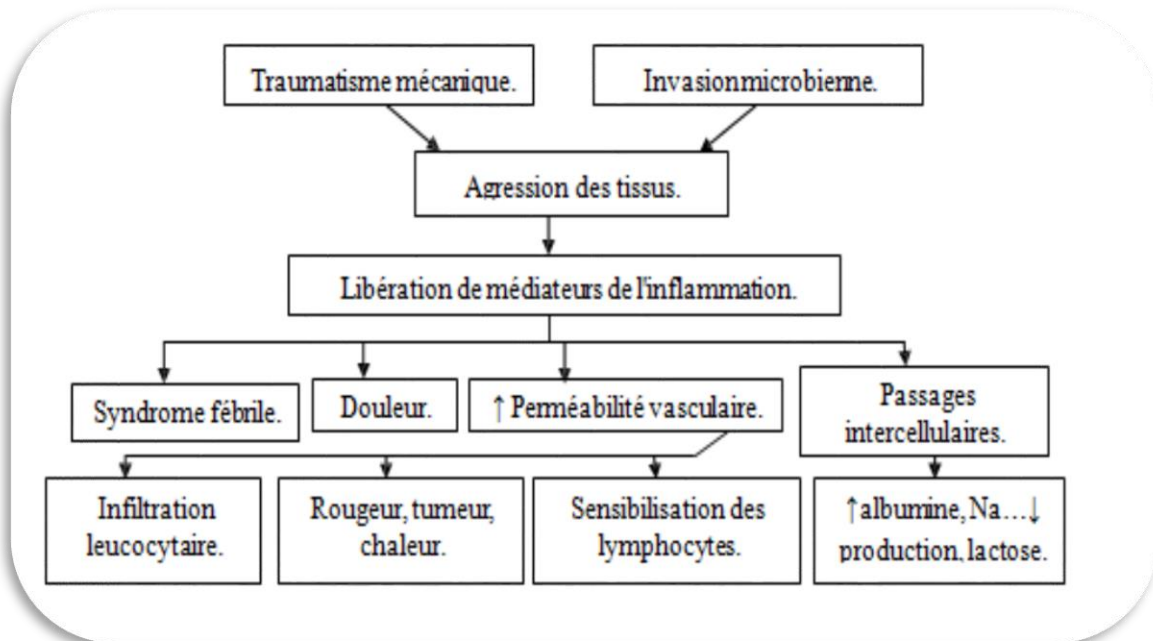 Traumatisme mécanique.
Invasionmicrobienne.
Agression des tissus.
Libération de médiateurs de l'inflammation.
Syndrome fébrile.
Douleur.
↑ Perméabilité vasculaire.
Passages
intercellulaires.
Infiltration
leucocytaire.
Rougeur, tumeur,
chaleur.
Sensibilisation des
lymphocytes.
↑albumine, Na…↓
production, lactose.